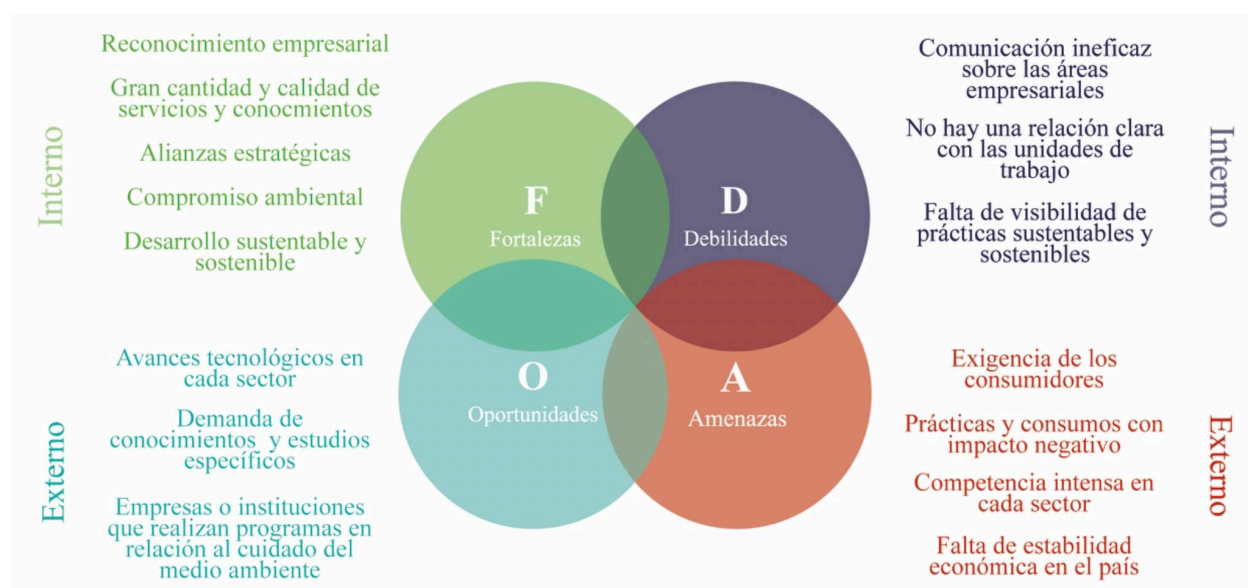 Interno
Reconocimiento empresarial
Gran cantidad y calidad de
servicios y conocmientos
Alianzas estratégicas
Compromiso ambiental
Desarrollo sustentable y
sostenible
F
Fortalezas
D
Debilidades
Comunicación ineficaz
sobre las áreas
empresariales
No hay una relación clara
con las unidades de
trabajo
Falta de visibilidad de
prácticas sustentables y
sostenibles
Interno
Externo
Avances tecnológicos en
cada sector
Demanda de
conocimientos y estudios
específicos
Empresas o instituciones
que realizan programas en
relación al cuidado del
medio ambiente
O
Oportunidades
A
Amenazas
Exigencia de los
consumidores
Prácticas y consumos con
impacto negativo
Competencia intensa en
cada sector
Falta de estabilidad
económica en el país
Externo